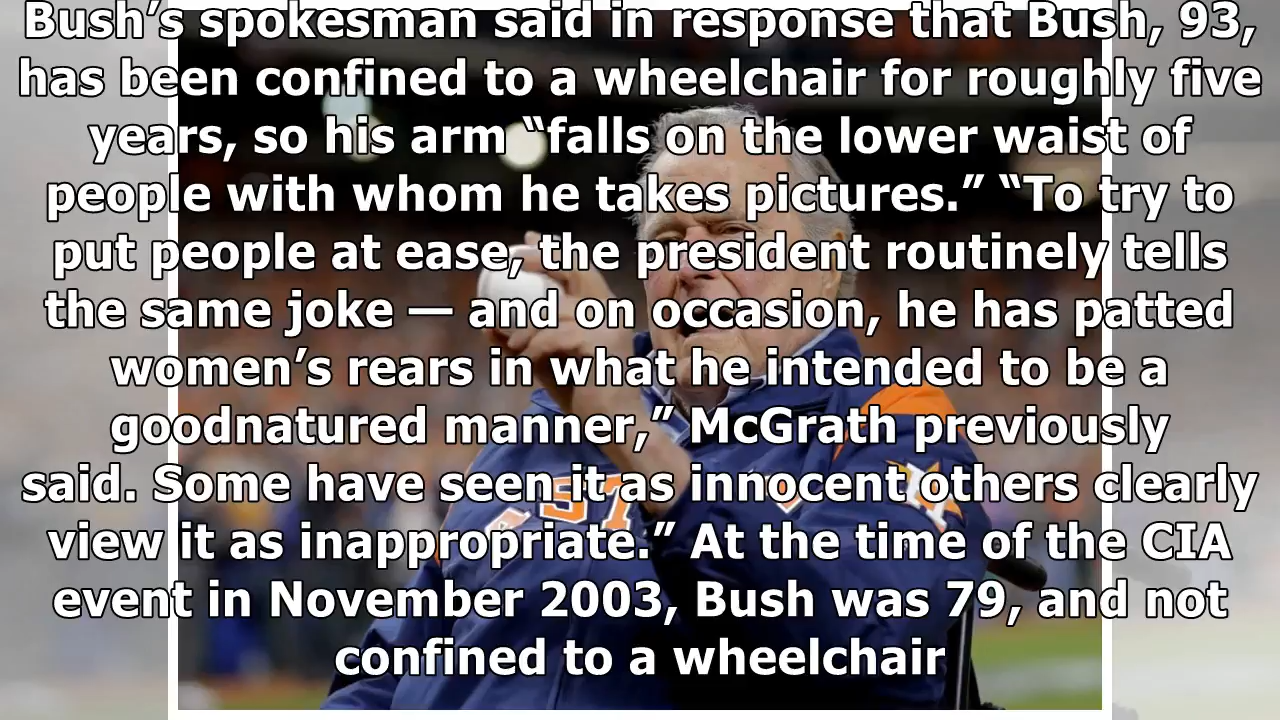 Bush’s spokesman said in response that Bush, 93,
has been confined to a wheelchair for roughly five
years, so his arm “falls on the lower waist of
people with whom he takes pictures.” “To try to
put people at ease, the president routinely tells
the same joke — and on occasion, he has patted
women’s rears in what he intended to be a
goodnatured manner,” McGrath previously
said. Some have seen it as innocent others clearly
view it as inappropriate.” At the time of the CIA
event in November 2003, Bush was 79, and not
confined to a wheelchair